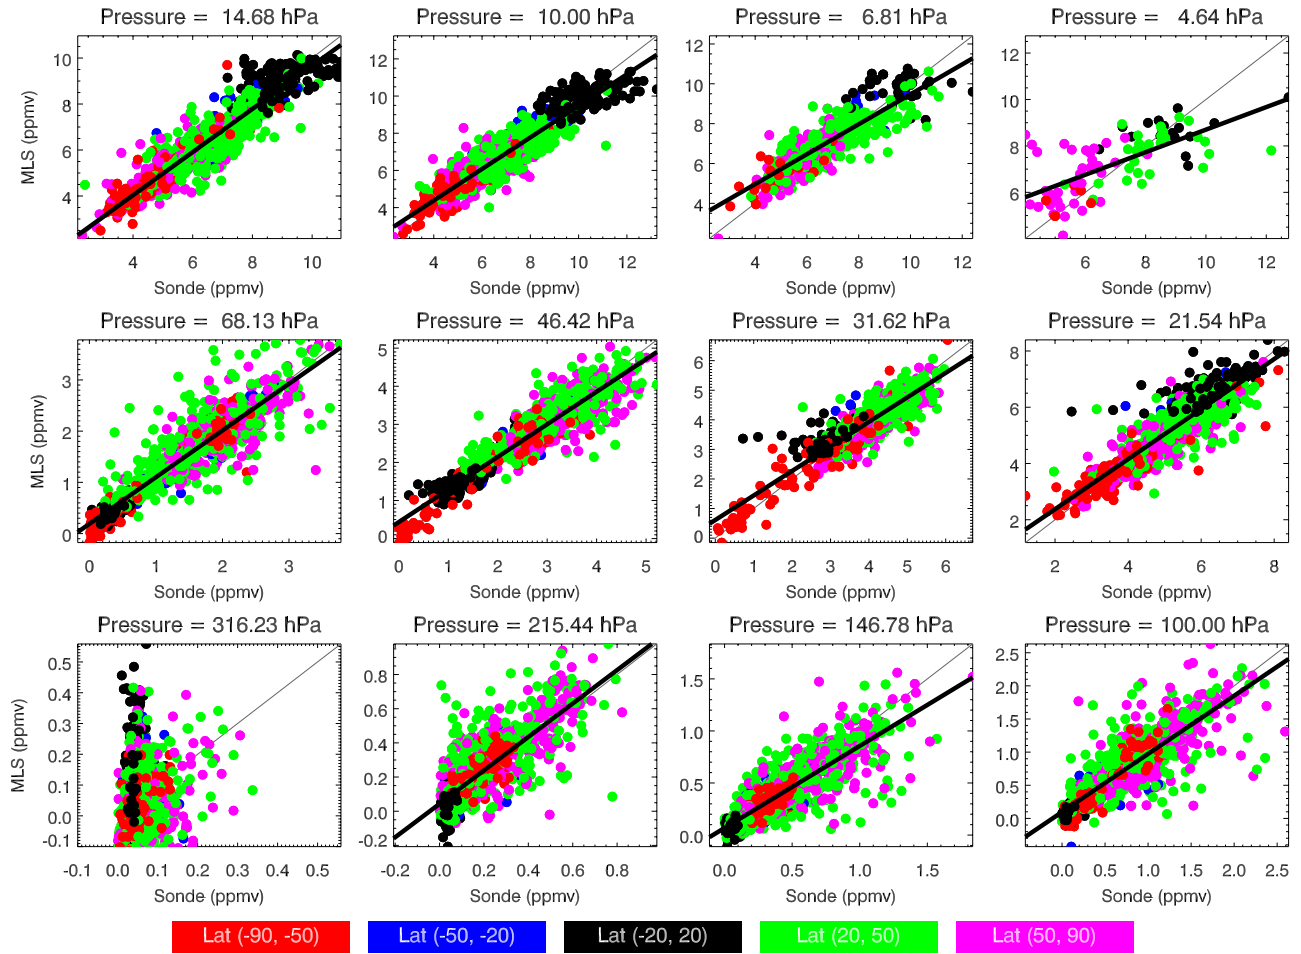 Pressure = 14.68 hPa
Pressure = 10.00 hPa
Pressure = 6.81 hPa
Pressure = 4.64 hPa
MLS (ppmv)
10
8
6
4
10
8
6
4
12
10
8
6
4
12
10
8
6
12
4 6 8 10
4 6 8 10 12
4 6 8 10 12
6 8 10 12
Sonde (ppmv)
Sonde (ppmv)
Sonde (ppmv)
Sonde (ppmv)
Pressure = 68.13 hPa
Pressure = 46.42 hPa
Pressure = 31.62 hPa
Pressure = 21.54 hPa
MLS (ppmv)
3
2
1
0
5
4
3
2
1
0
6
5
4
3
2
1
0
8
6
4
2
0 1 2 3
0 1 2 3 4 5
0 1 2 3 4 5 6
2 4 6 8
Sonde (ppmv)
Sonde (ppmv)
Sonde (ppmv)
Sonde (ppmv)
Pressure = 316.23 hPa
Pressure = 215.44 hPa
Pressure = 146.78 hPa
Pressure = 100.00 hPa
MLS (ppmv)
0.5
0.4
0.3
0.2
0.1
0.0
-0.1
0.8
0.6
0.4
0.2
0.0
-0.2
1.5
1.0
0.5
0.0
2.5
2.0
1.5
1.0
0.5
0.0
-0.1 0.0 0.1 0.2 0.3 0.4 0.5
-0.2 0.0 0.2 0.4 0.6 0.8
0.0 0.5 1.0 1.5
0.0 0.5 1.0 1.5 2.0 2.5
Sonde (ppmv)
Sonde (ppmv)
Sonde (ppmv)
Sonde (ppmv)
Lat (-90, -50)
Lat (-50, -20)
Lat (-20, 20)
Lat (20, 50)
Lat (50, 90)